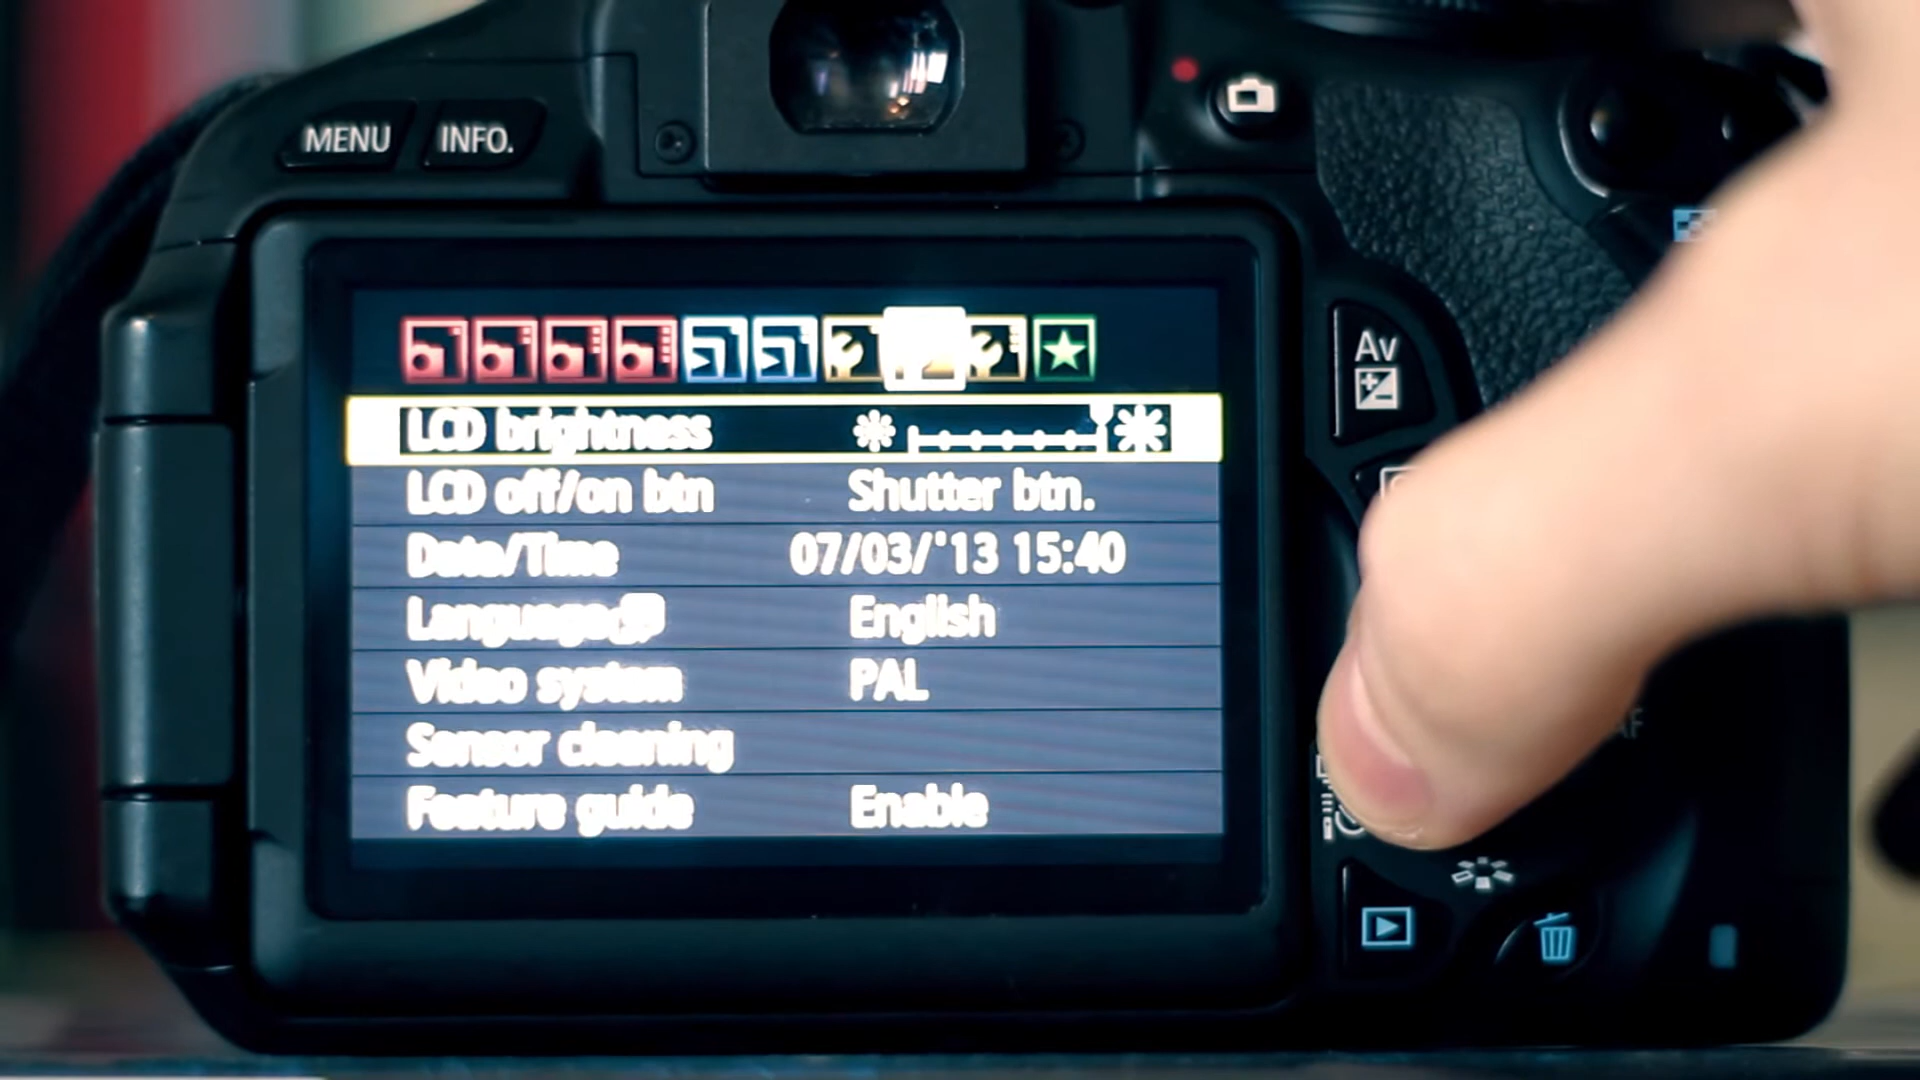 MENU INFO.
LCD brightness
Av
LCD off/on btn Shutter btn.
Date/Time 07/03/'13 15:40
Language English
Video system PAL
Sensor cleaning
AF
Feature guide Enable